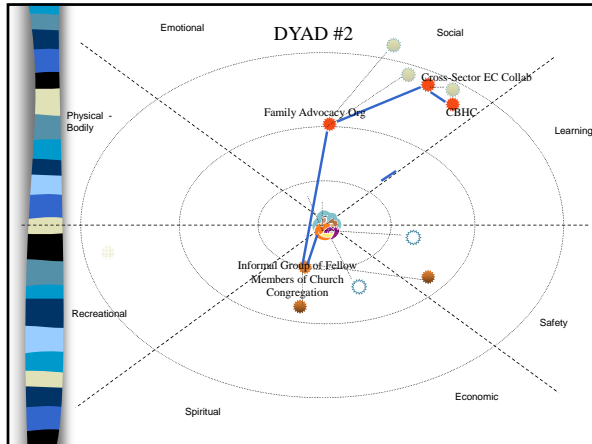 Emotional
DYAD #2
Social
Cross-Sector EC Collab
Physical -
Bodily
Family Advocacy Org
CBHC
Learning
Informal Group of Fellow
Members of Church
Congregation
Recreational
Safety
Economic
Spiritual